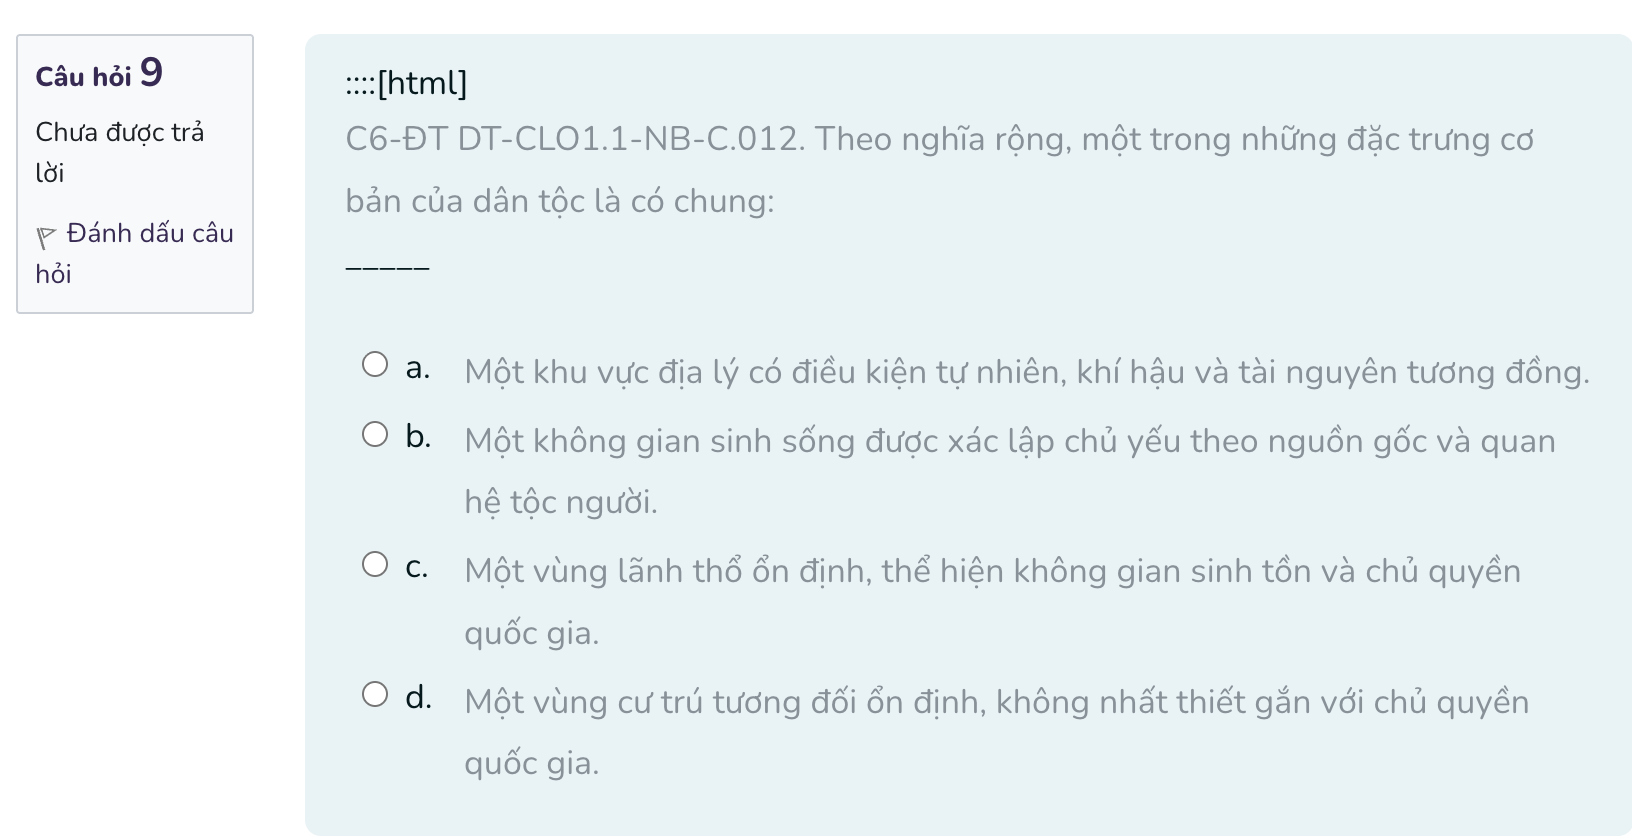 Câu hỏi 9
Chưa được trả
lời
Đánh dấu câu
hỏi
::::[html]
C6-ĐT DT-CLO1.1-NB-C.012. Theo nghĩa rộng, một trong những đặc trưng cơ
bản của dân tộc là có chung:
_____
a. Một khu vực địa lý có điều kiện tự nhiên, khí hậu và tài nguyên tương đồng.
b. Một không gian sinh sống được xác lập chủ yếu theo nguồn gốc và quan
hệ tộc người.
c. Một vùng lãnh thổ ổn định, thể hiện không gian sinh tồn và chủ quyền
quốc gia.
d. Một vùng cư trú tương đối ổn định, không nhất thiết gắn với chủ quyền
quốc gia.